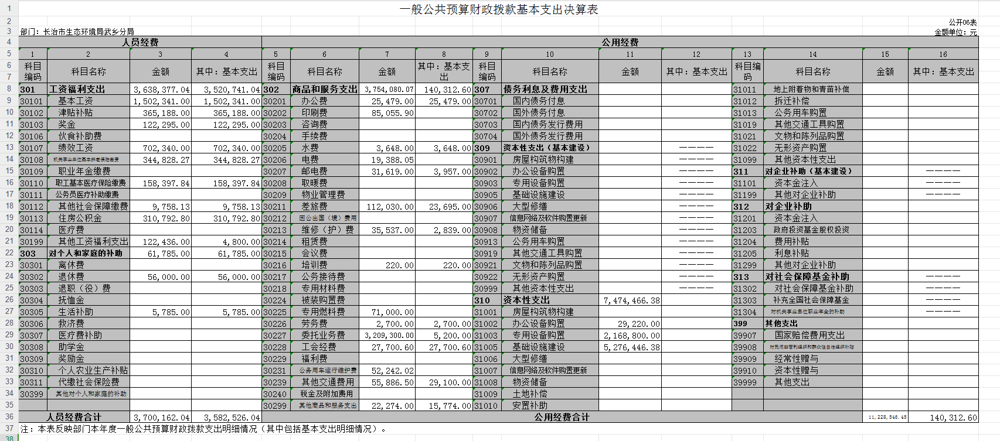 一般公共预算财政拨款基本支出决算表
公开06表
部门：长治市生态环境局武乡分局 金额单位：元
人员经费 公用经费
1 2 3 4 5 6 7 8 9 10 11 12 13 14 15 16
科目编码 科目名称 金额 其中：基本支出 科目编码 科目名称 金额 其中：基本支出 科目编码 科目名称 金额 其中：基本支出 科目编码 科目名称 金额 其中：基本支出
301 工资福利支出 3,638,377.04 3,520,741.04 302 商品和服务支出 3,754,080.07 140,312.60 307 债务利息及费用支出 31011 地上附着物和青苗补偿
30101 基本工资 1,502,341.00 1,502,341.00 30201 办公费 25,479.00 25,479.00 30701 国内债务付息 31012 拆迁补偿
30102 津贴补贴 365,188.00 365,188.00 30202 印刷费 85,055.90 30702 国外债务付息 31013 公务用车购置
30103 奖金 122,295.00 122,295.00 30203 咨询费 30703 国内债务发行费用 31019 其他交通工具购置
30106 伙食补助费 30204 手续费 30704 国外债务发行费用 31021 文物和陈列品购置
30107 绩效工资 702,340.00 702,340.00 30205 水费 3,648.00 3,648.00 309 资本性支出（基本建设） ———— 31022 无形资产购置
30108 机关事业单位基本养老保险缴费 344,828.27 344,828.27 30206 电费 19,388.05 30901 房屋构筑物构建 ———— 31099 其他资本性支出
30109 职业年金缴费 30207 邮电费 31,619.00 3,957.00 30902 办公设备购置 ———— 311 对企业补助（基本建设） ————
30110 职工基本医疗保险缴费 158,397.84 158,397.84 30208 取暖费 30903 专用设备购置 ———— 31101 资本金注入 ————
30111 公务员医疗补助缴费 30209 物业管理费 30905 基础设施建设 ———— 31199 其他对企业补助 ————
30112 其他社会保障缴费 9,758.13 9,758.13 30211 差旅费 112,030.00 23,695.00 30906 大型修缮 ———— 312 对企业补助
30113 住房公积金 310,792.80 310,792.80 30212 因公出国（境）费用 30907 信息网络及软件购置更新 ———— 31201 资本金注入
30114 医疗费 30213 维修（护）费 35,537.00 2,839.00 30908 物资储备 ———— 31203 政府投资基金股权投资
30199 其他工资福利支出 122,436.00 4,800.00 30214 租赁费 30913 公务用车购置 ———— 31204 费用补贴
303 对个人和家庭的补助 61,785.00 61,785.00 30215 会议费 30919 其他交通工具购置 ———— 31205 利息补贴
30301 离休费 30216 培训费 220.00 220.00 30921 文物和陈列品购置 ———— 31299 其他对企业补助
30302 退休费 56,000.00 56,000.00 30217 公务接待费 30922 无形资产购置 ———— 313 对社会保障基金补助 ————
30303 退职（役）费 30218 专用材料费 30999 其他资本性支出 ———— 31302 对社会保障基金补助 ————
30304 抚恤金 30224 被装购置费 310 资本性支出 7,474,466.38 31303 补充全国社会保障基金 ————
30305 生活补助 5,785.00 5,785.00 30225 专用燃料费 71,000.00 31001 房屋构筑物构建 31304 对机关事业单位职业年金的补助 ————
30306 救济费 30226 劳务费 2,700.00 2,700.00 31002 办公设备购置 29,220.00 399 其他支出
30307 医疗费补助 30227 委托业务费 3,209,300.00 5,200.00 31003 专用设备购置 2,168,800.00 39907 国家赔偿费用支出
30308 助学金 30228 工会经费 27,700.60 27,700.60 31005 基础设施建设 5,276,446.38 39908 对民间非营利组织和群众性自治组织补贴
30309 奖励金 30229 福利费 31006 大型修缮 39909 经常性赠与
30310 个人农业生产补贴 30231 公务用车运行维护费 52,242.02 31007 信息网络及软件购置更新 39910 资本性赠与
30311 代缴社会保险费 30239 其他交通费用 55,886.50 29,100.00 31008 物资储备 39999 其他支出
30399 其他对个人和家庭的补助 30240 税金及附加费用 31009 土地补偿
30299 其他商品和服务支出 22,274.00 15,774.00 31010 安置补助
人员经费合计 3,700,162.04 3,582,526.04 公用经费合计 11,228,546.45 140,312.60
注：本表反映部门本年度一般公共预算财政拨款支出明细情况（其中包括基本支出明细情况）。